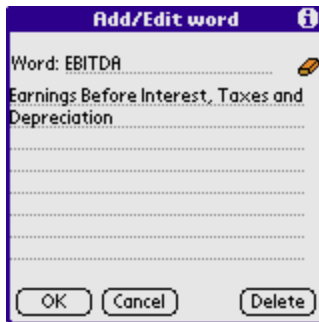 Add/Edit word
Word: EBITDA
Earnings Before Interest, Taxes and
Depreciation
OK Cancel Delete